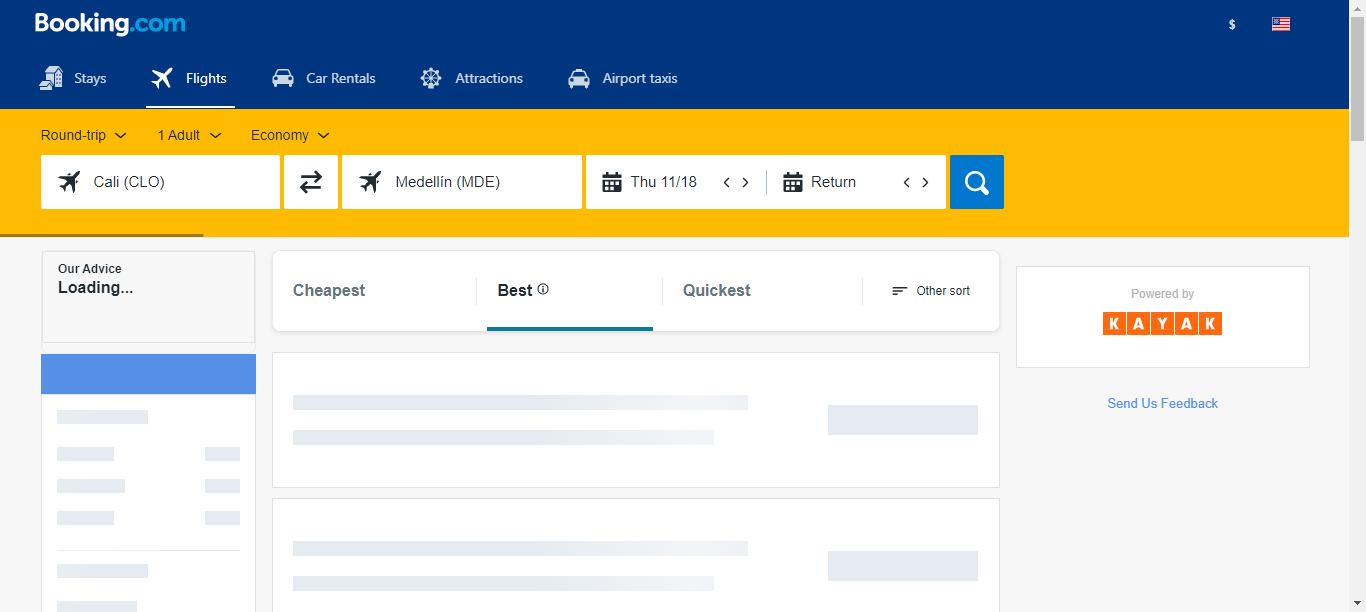 Booking.com
$
Stays
Flights
Car Rentals
Attractions
Airport taxis
Round-trip
1 Adult
Economy
Cali (CLO)
Medellín (MDE)
Thu 11/18
Return
Our Advice
Loading...
Cheapest
Best
Quickest
Other sort
Powered by
KAYAK
Send Us Feedback